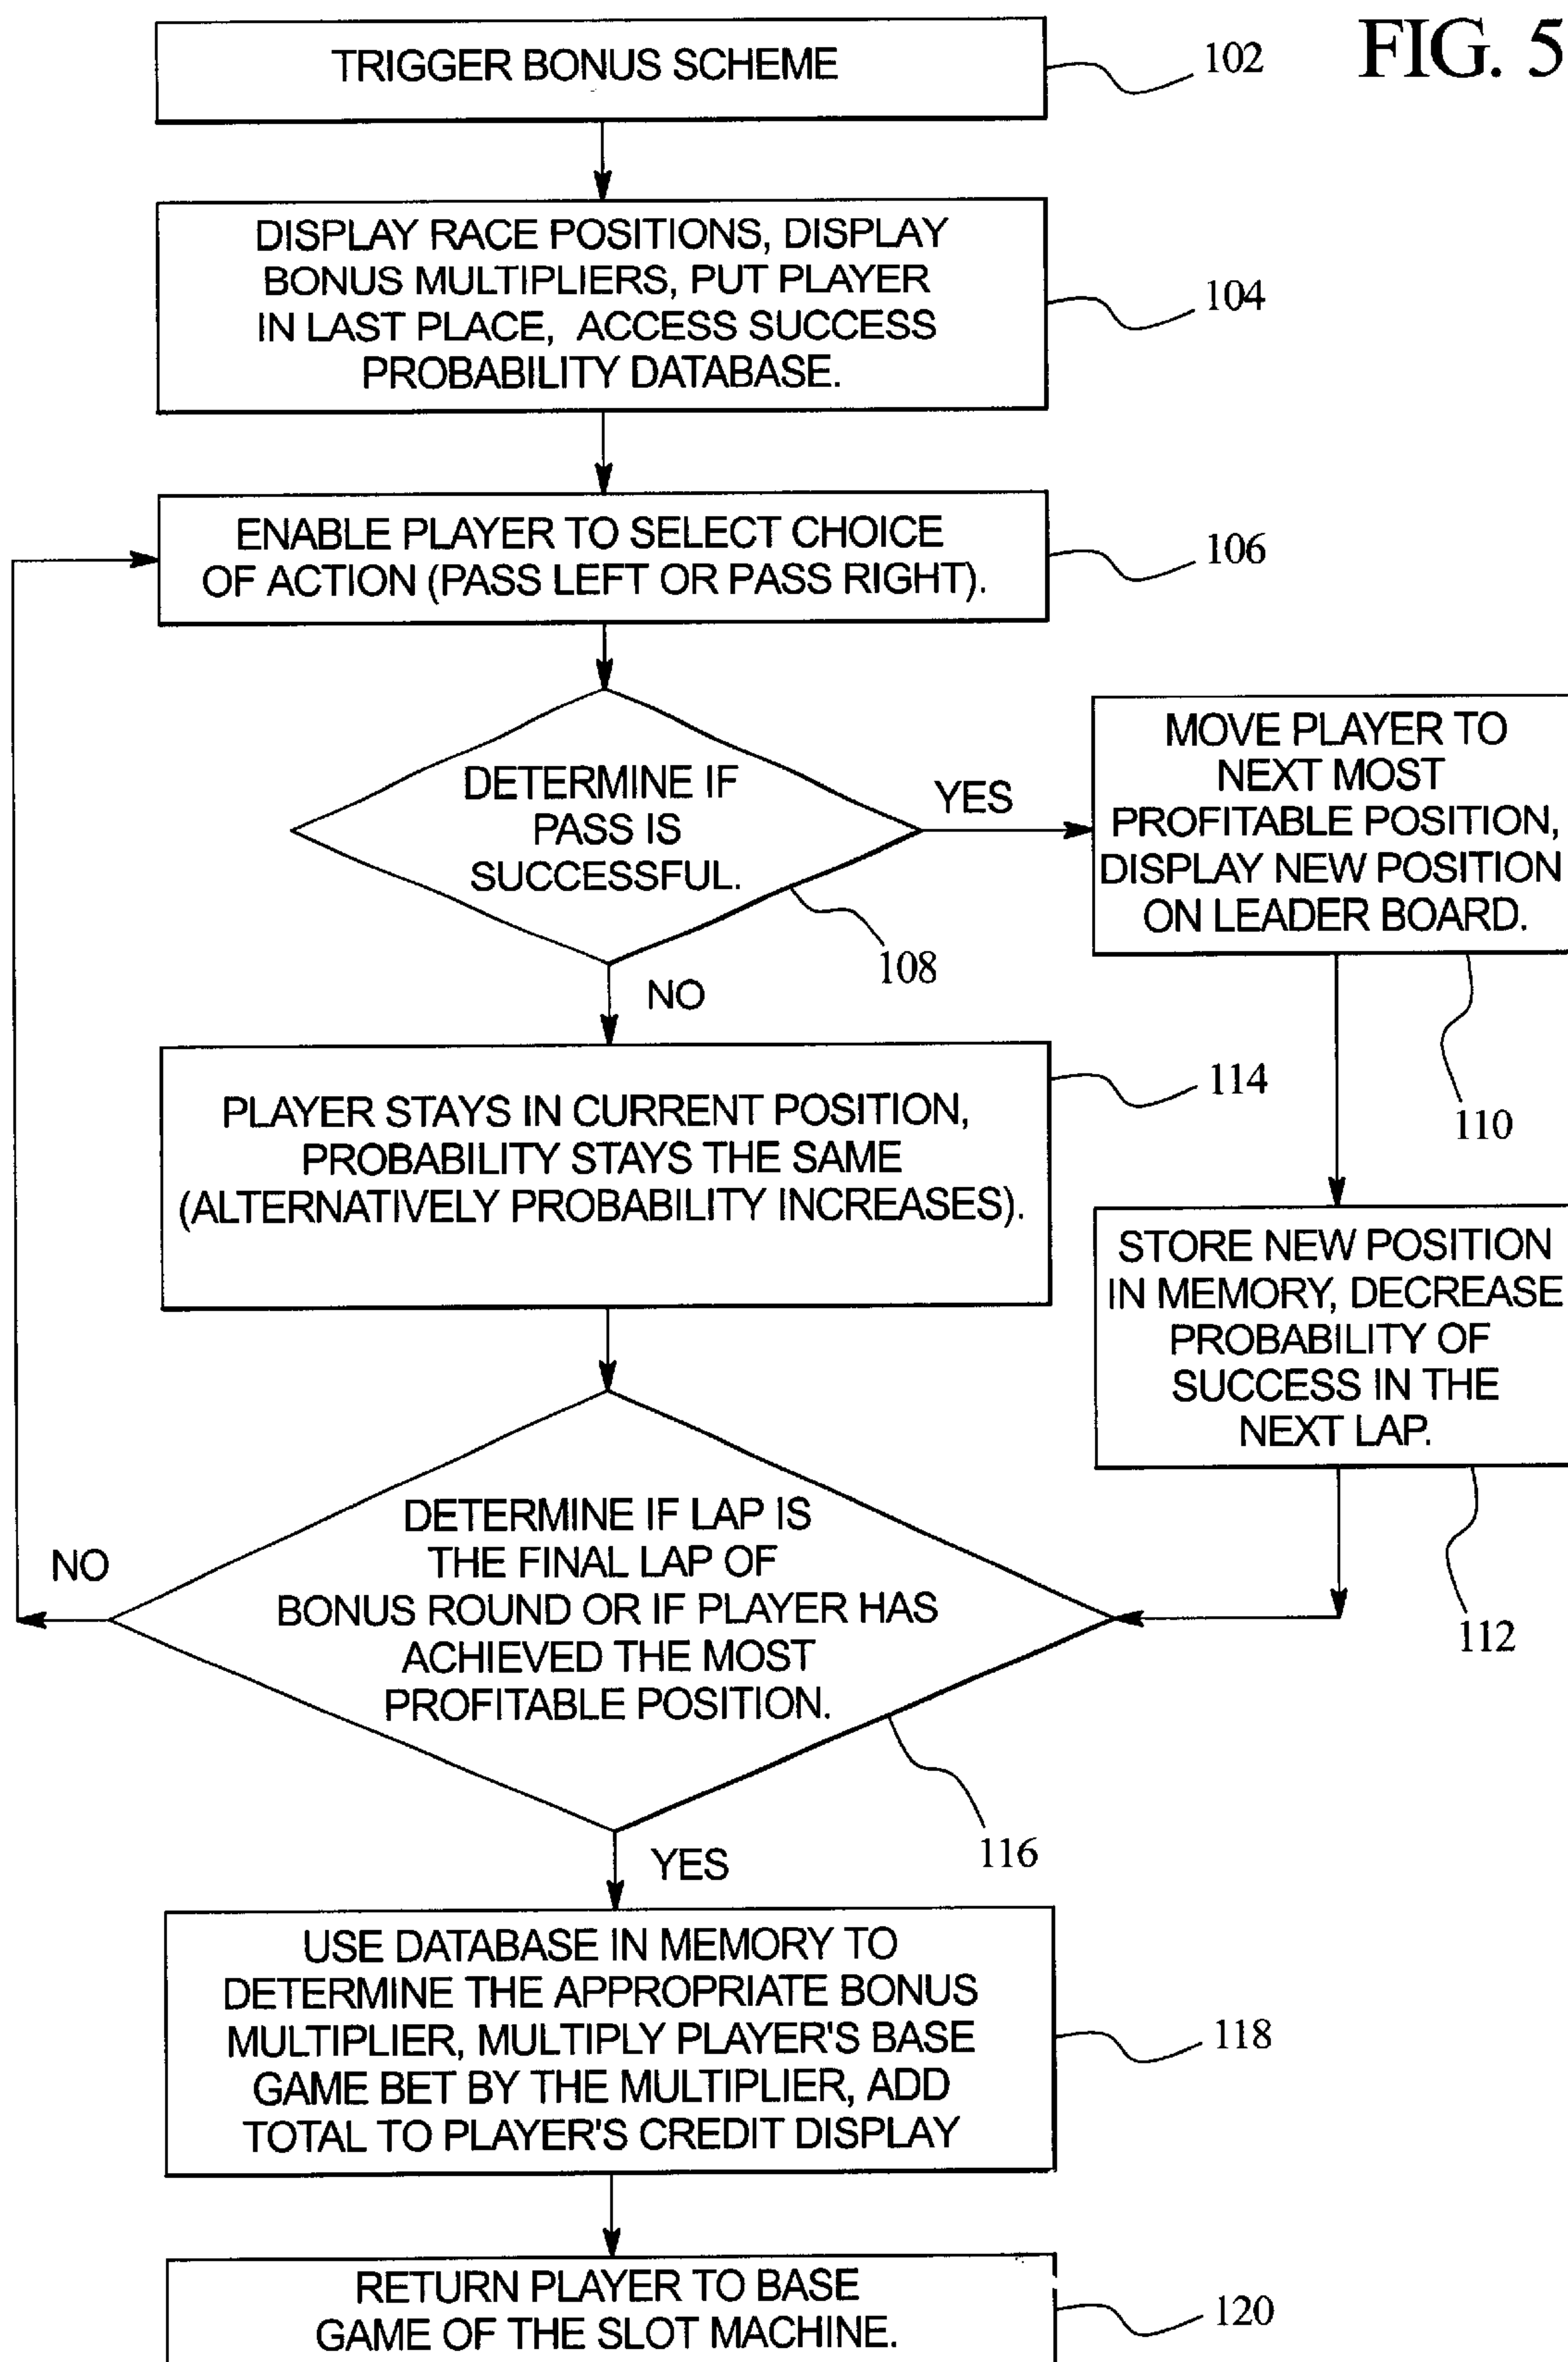 FIG. 5
TRIGGER BONUS SCHEME
102
DISPLAY RACE POSITIONS, DISPLAY
BONUS MULTIPLIERS, PUT PLAYER
IN LAST PLACE, ACCESS SUCCESS
PROBABILITY DATABASE.
104
ENABLE PLAYER TO SELECT CHOICE
OF ACTION (PASS LEFT OR PASS RIGHT).
106
DETERMINE IF
PASS IS
SUCCESSFUL.
108
YES
MOVE PLAYER TO
NEXT MOST
PROFITABLE POSITION,
DISPLAY NEW POSITION
ON LEADER BOARD.
110
NO
PLAYER STAYS IN CURRENT POSITION,
PROBABILITY STAYS THE SAME
(ALTERNATIVELY PROBABILITY INCREASES).
114
STORE NEW POSITION
IN MEMORY, DECREASE
PROBABILITY OF
SUCCESS IN THE
NEXT LAP.
112
DETERMINE IF LAP IS
THE FINAL LAP OF
BONUS ROUND OR IF PLAYER HAS
ACHIEVED THE MOST
PROFITABLE POSITION.
116
NO
YES
USE DATABASE IN MEMORY TO
DETERMINE THE APPROPRIATE BONUS
MULTIPLIER, MULTIPLY PLAYER'S BASE
GAME BET BY THE MULTIPLIER, ADD
TOTAL TO PLAYER'S CREDIT DISPLAY
118
RETURN PLAYER TO BASE
GAME OF THE SLOT MACHINE.
120